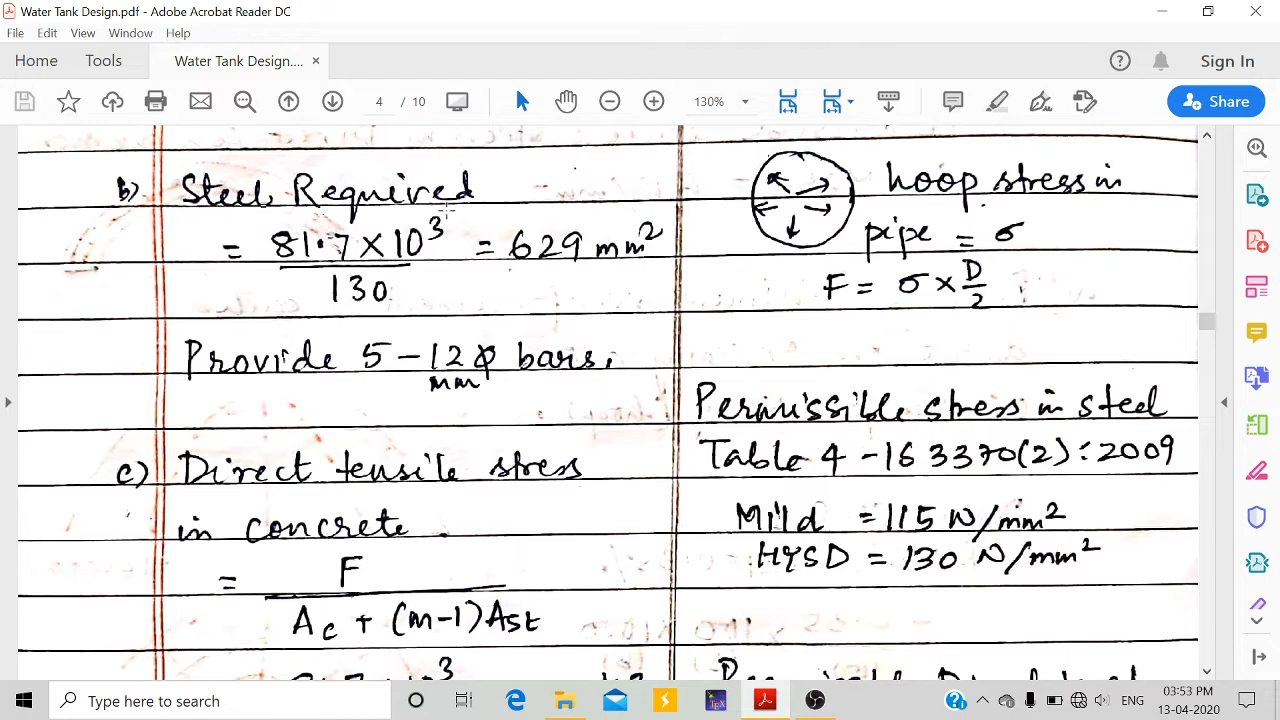 Water Tank Design.pdf - Adobe Acrobat Reader DC
File Edit View Window Help
Home Tools Water Tank Design.... × Sign In
4 / 10 130% Share
b) Steel Required
= 81.7 × 10³ / 130 = 629 mm²
Provide 5 - 12 φ bars.
mm
c) Direct tensile stress
in concrete.
= F / Ac + (m-1) Ast
hoop stress in
pipe = σ
F = σ × D/2
Permissible stress in steel
Table 4 - IS 3370(2):2009
Mild = 115 N/mm²
HYSD = 130 N/mm²
Type here to search
ENG
03:53 PM
13-04-2020